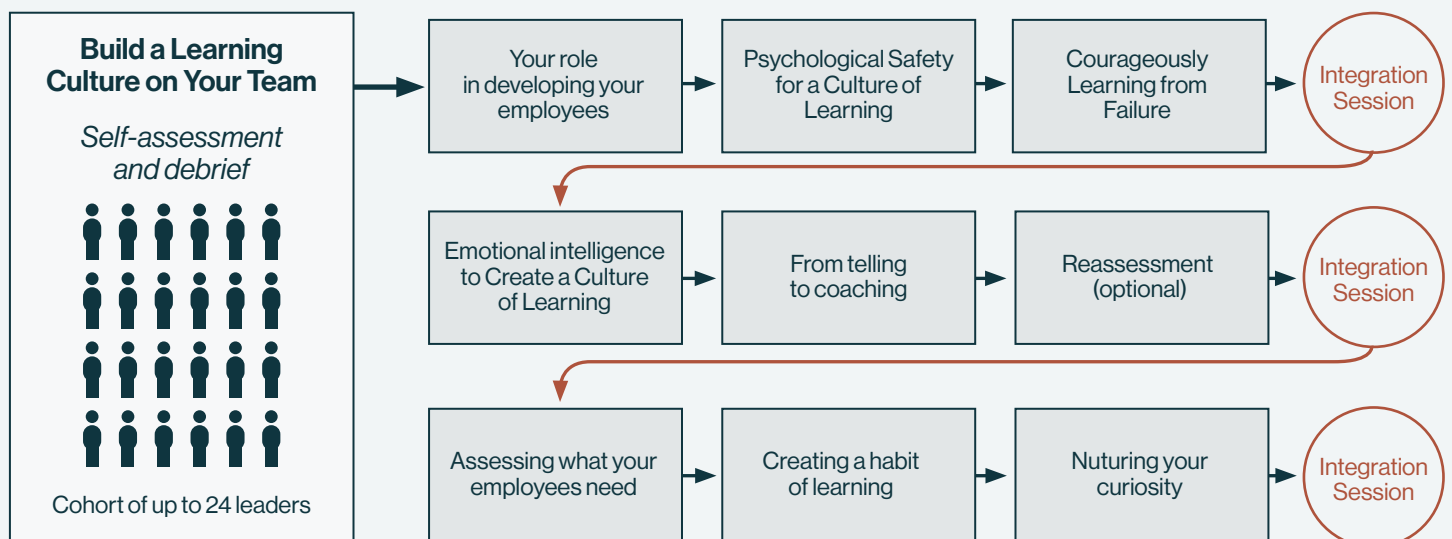 Build a Learning
Culture on Your Team
Self-assessment
and debrief
Cohort of up to 24 leaders
Your role
in developing your
employees
Psychological Safety
for a Culture of
Learning
Courageously
Learning from
Failure
Integration
Session
Emotional intelligence
to Create a Culture
of Learning
From telling
to coaching
Reassessment
(optional)
Integration
Session
Assessing what your
employees need
Creating a habit
of learning
Nuturing your
curiosity
Integration
Session